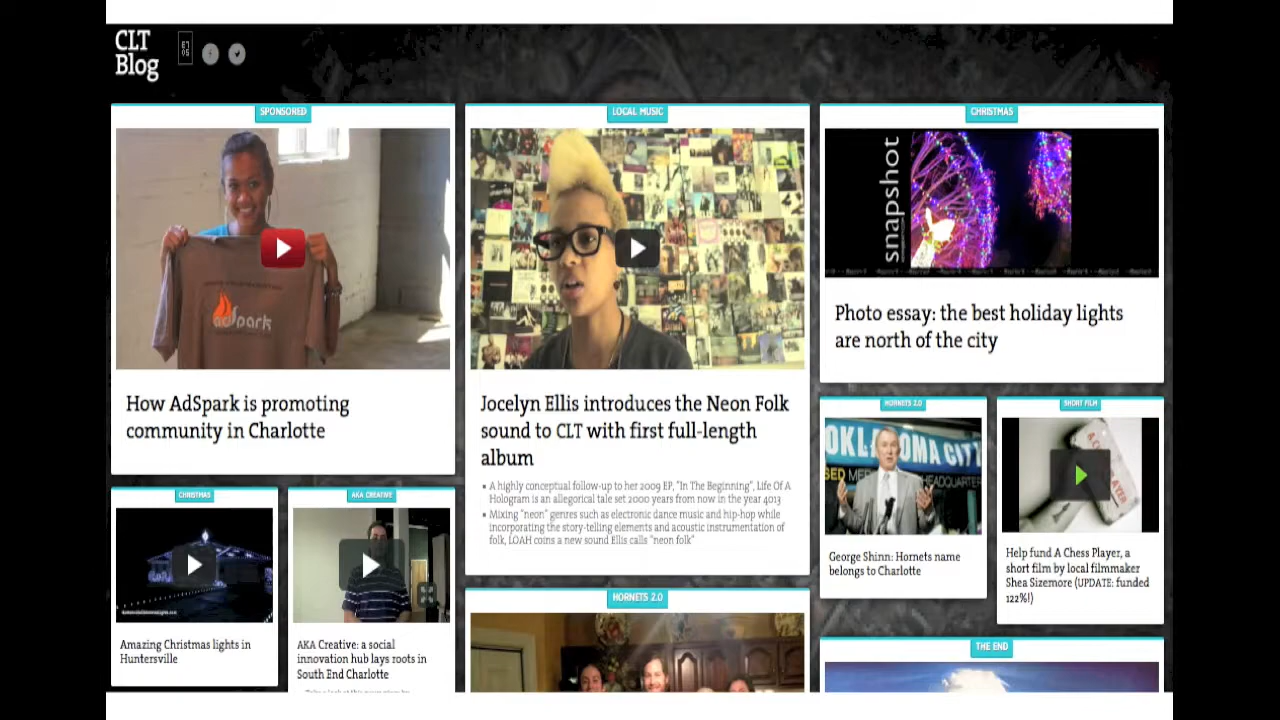 CLT
Blog
SPONSORED
adSpark
How AdSpark is promoting
community in Charlotte
CHRISTMAS
Amazing Christmas lights in
Huntersville
AKA CREATIVE
AKA Creative: a social
innovation hub lays roots in
South End Charlotte
LOCAL MUSIC
Jocelyn Ellis introduces the Neon Folk
sound to CLT with first full-length
album
A highly conceptual follow-up to her 2009 EP, "In The Beginning", Life Of A
Hologram is an allegorical tale set 2000 years from now in the year 4013
Mixing "neon" genres such as electronic dance music and hip-hop while
incorporating the story-telling elements and acoustic instrumentation of
folk, LOAH coins a new sound Ellis calls "neon folk"
HORNETS 2.0
CHRISTMAS
snapshot
Photo essay: the best holiday lights
are north of the city
HORNETS 2.0
OKLAHOMA CITY
HEADQUARTER
George Shinn: Hornets name
belongs to Charlotte
SHORT FILM
Help fund A Chess Player, a
short film by local filmmaker
Shea Sizemore (UPDATE: funded
122%!)
THE END